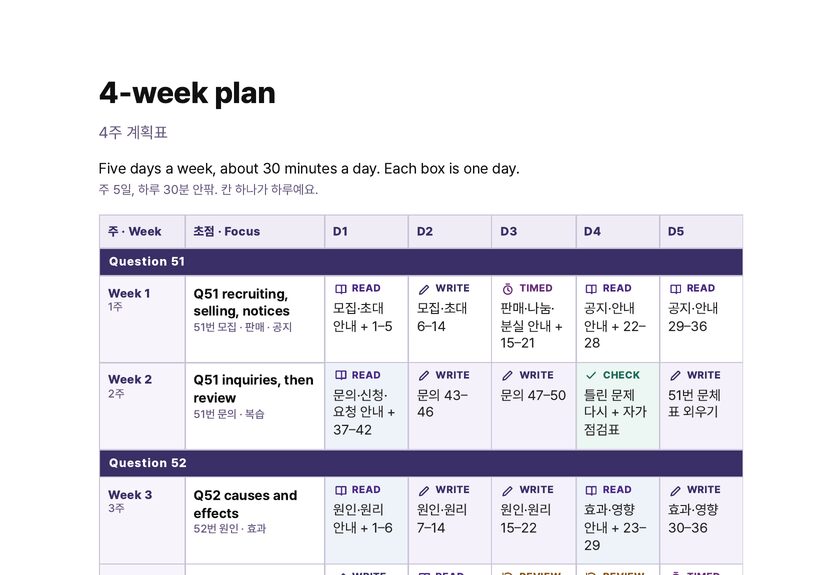 4-week plan
4주 계획표
Five days a week, about 30 minutes a day. Each box is one day.
주 5일, 하루 30분 안팎. 칸 하나가 하루예요.
주 · Week 초점 · Focus D1 D2 D3 D4 D5
Question 51
Week 1
1주
Q51 recruiting,
selling, notices
51번 모집 · 판매 · 공지
READ
모집·초대
안내 + 1–5
WRITE
모집·초대
6–14
TIMED
판매·나눔·
분실 안내 +
15–21
READ
공지·안내
안내 + 22–
28
READ
공지·안내
29–36
Week 2
2주
Q51 inquiries, then
review
51번 문의 · 복습
READ
문의·신청·
요청 안내 +
37–42
WRITE
문의 43–
46
WRITE
문의 47–50
CHECK
틀린 문제
다시 + 자가
점검표
WRITE
51번 문체
표 외우기
Question 52
Week 3
3주
Q52 causes and
effects
52번 원인 · 효과
READ
원인·원리
안내 + 1–6
WRITE
원인·원리
7–14
WRITE
원인·원리
15–22
READ
효과·영향
안내 + 23–
29
WRITE
효과·영향
30–36
WRITE READ REVIEW REVIEW TIMED